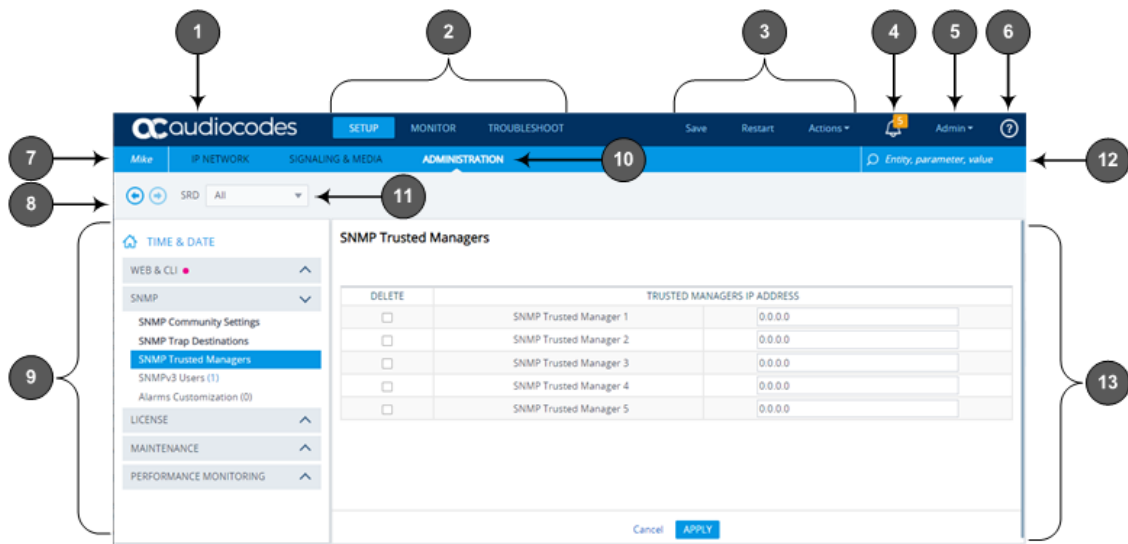 1
2
3
4
5
6
audiocodes
SETUP MONITOR TROUBLESHOOT Save Restart Actions 5 Admin ?
7
Mike IP NETWORK SIGNALING & MEDIA ADMINISTRATION
10
Entity, parameter, value
12
8
SRD All
11
9
TIME & DATE
WEB & CLI
SNMP
SNMP Community Settings
SNMP Trap Destinations
SNMP Trusted Managers
SNMPv3 Users (1)
Alarms Customization (0)
LICENSE
MAINTENANCE
PERFORMANCE MONITORING
SNMP Trusted Managers
DELETE TRUSTED MANAGERS IP ADDRESS
SNMP Trusted Manager 1 0.0.0.0
SNMP Trusted Manager 2 0.0.0.0
SNMP Trusted Manager 3 0.0.0.0
SNMP Trusted Manager 4 0.0.0.0
SNMP Trusted Manager 5 0.0.0.0
Cancel APPLY
13